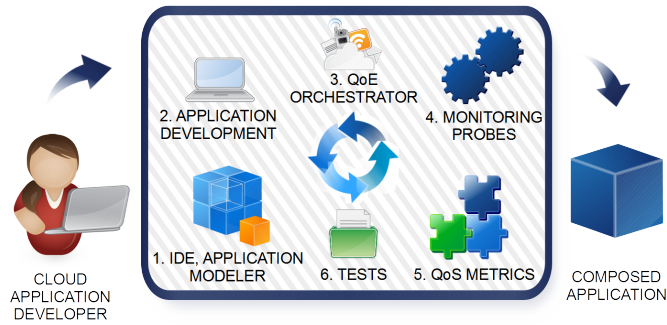 3. QoE
ORCHESTRATOR
2. APPLICATION
DEVELOPMENT
4. MONITORING
PROBES
1. IDE, APPLICATION
MODELER
6. TESTS
5. QoS METRICS
CLOUD
APPLICATION
DEVELOPER
COMPOSED
APPLICATION